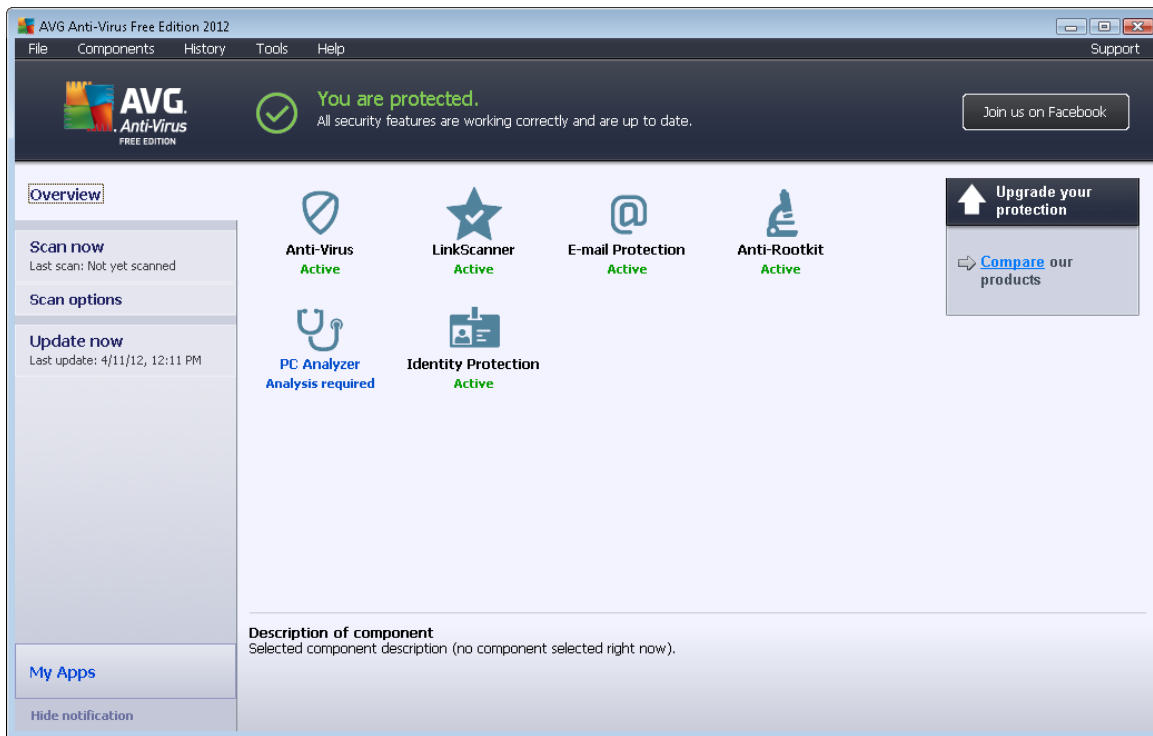 AVG Anti-Virus Free Edition 2012
File Components History Tools Help Support
AVG.
Anti-Virus
FREE EDITION
You are protected.
All security features are working correctly and are up to date.
Join us on Facebook
Overview
Scan now
Last scan: Not yet scanned
Scan options
Update now
Last update: 4/11/12, 12:11 PM
My Apps
Hide notification
Anti-Virus
Active
LinkScanner
Active
E-mail Protection
Active
Anti-Rootkit
Active
PC Analyzer
Analysis required
Identity Protection
Active
Upgrade your
protection
Compare our
products
Description of component
Selected component description (no component selected right now).